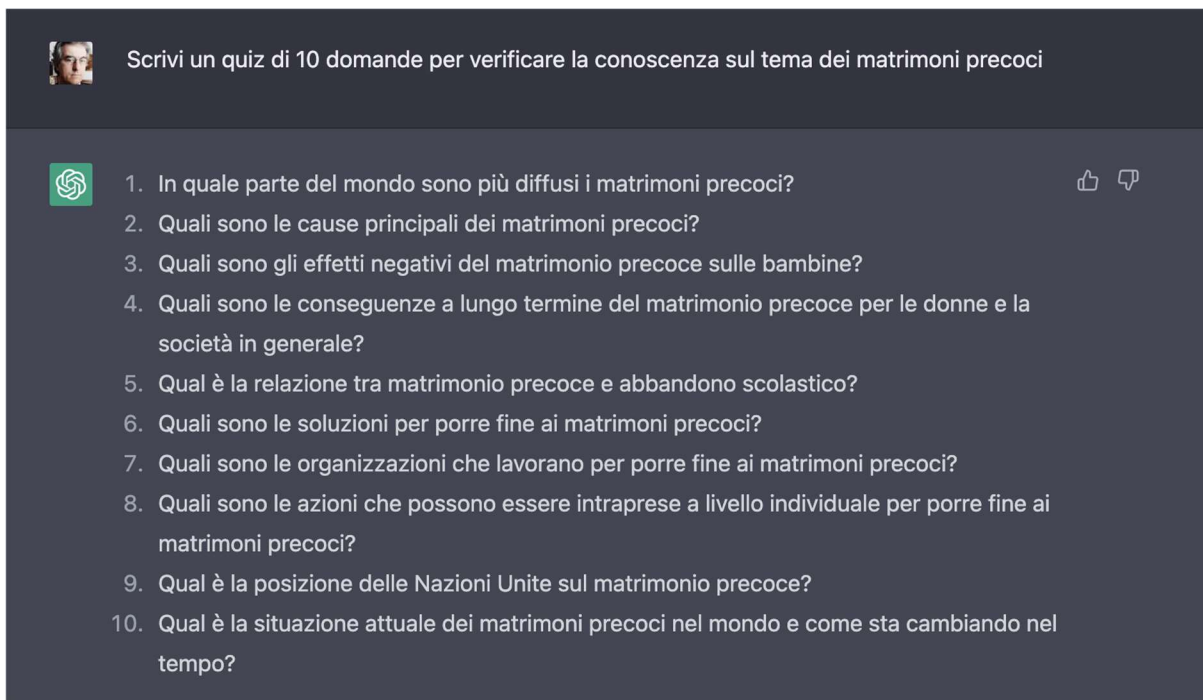 Scrivi un quiz di 10 domande per verificare la conoscenza sul tema dei matrimoni precoci
1. In quale parte del mondo sono più diffusi i matrimoni precoci?
2. Quali sono le cause principali dei matrimoni precoci?
3. Quali sono gli effetti negativi del matrimonio precoce sulle bambine?
4. Quali sono le conseguenze a lungo termine del matrimonio precoce per le donne e la
società in generale?
5. Qual è la relazione tra matrimonio precoce e abbandono scolastico?
6. Quali sono le soluzioni per porre fine ai matrimoni precoci?
7. Quali sono le organizzazioni che lavorano per porre fine ai matrimoni precoci?
8. Quali sono le azioni che possono essere intraprese a livello individuale per porre fine ai
matrimoni precoci?
9. Qual è la posizione delle Nazioni Unite sul matrimonio precoce?
10. Qual è la situazione attuale dei matrimoni precoci nel mondo e come sta cambiando nel
tempo?